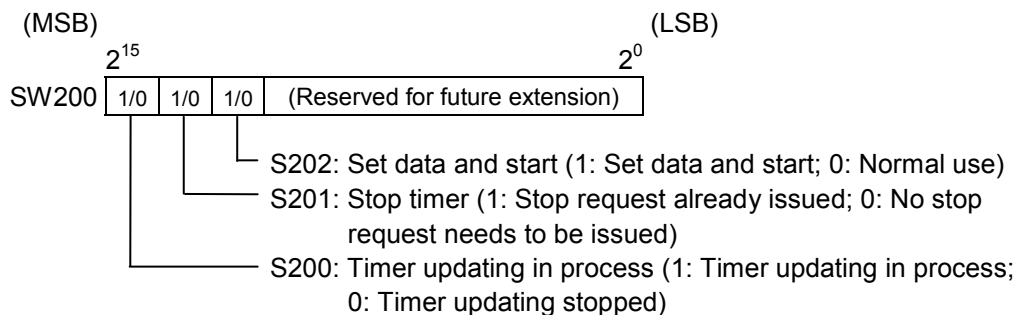 (MSB) (LSB)
2^15 2^0
SW200 1/0 1/0 1/0 (Reserved for future extension)
S202: Set data and start (1: Set data and start; 0: Normal use)
S201: Stop timer (1: Stop request already issued; 0: No stop
request needs to be issued)
S200: Timer updating in process (1: Timer updating in process;
0: Timer updating stopped)